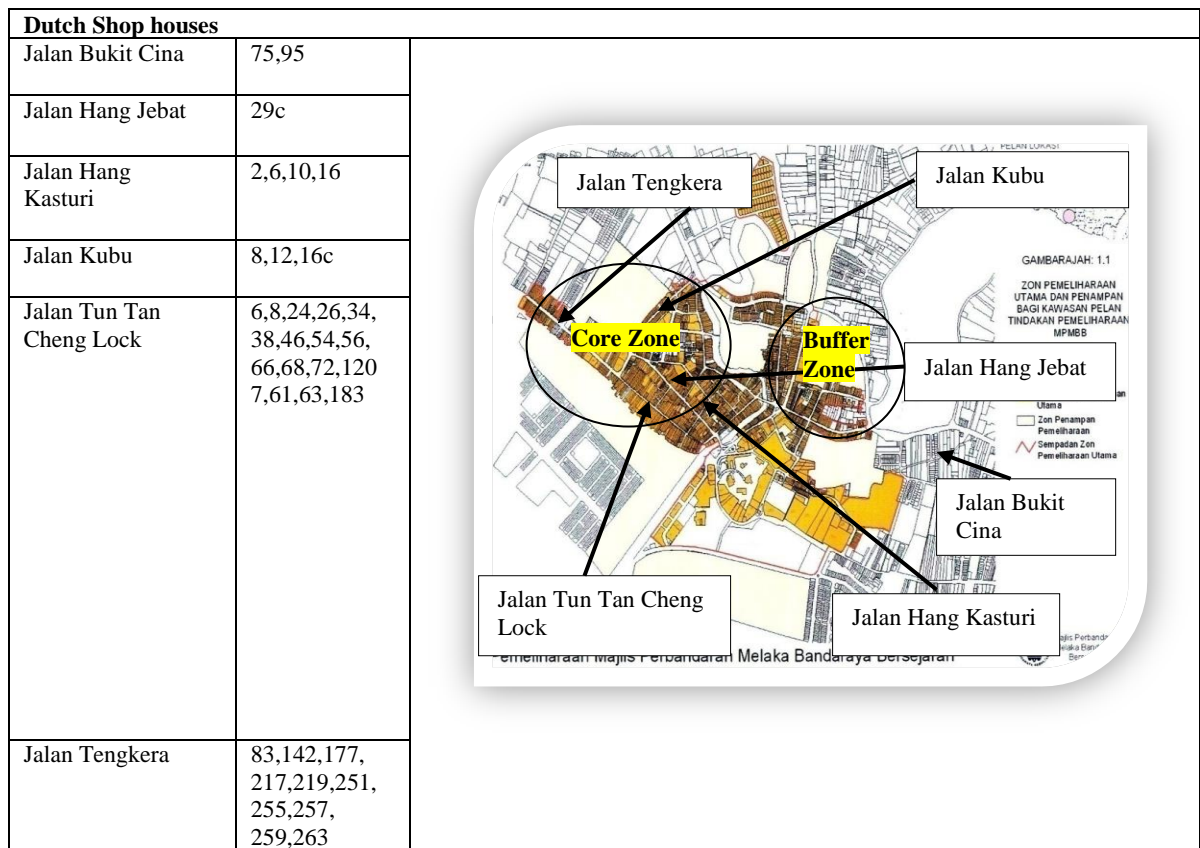 Dutch Shop houses
Jalan Bukit Cina
75,95
Jalan Hang Jebat
29c
Jalan Hang
Kasturi
2,6,10,16
Jalan Kubu
8,12,16c
Jalan Tun Tan
Cheng Lock
6,8,24,26,34,
38,46,54,56,
66,68,72,120
7,61,63,183
Jalan Tengkera
83,142,177,
217,219,251,
255,257,
259,263
PELAN LOKASI
Jalan Tengkera
Jalan Kubu
GAMBARAJAH: 1.1
ZON PEMELIHARAAN
UTAMA DAN PENAMPAN
BAGI KAWASAN PELAN
TINDAKAN PEMELIHARAAN
MPMBB
Core Zone
Buffer
Zone
Jalan Hang Jebat
Utama
Zon Penampan
Pemeliharaan
Sempadan Zon
Pemeliharaan Utama
Jalan Bukit
Cina
Jalan Tun Tan Cheng
Lock
Jalan Hang Kasturi
Melaka Bandaraya Bersejarah